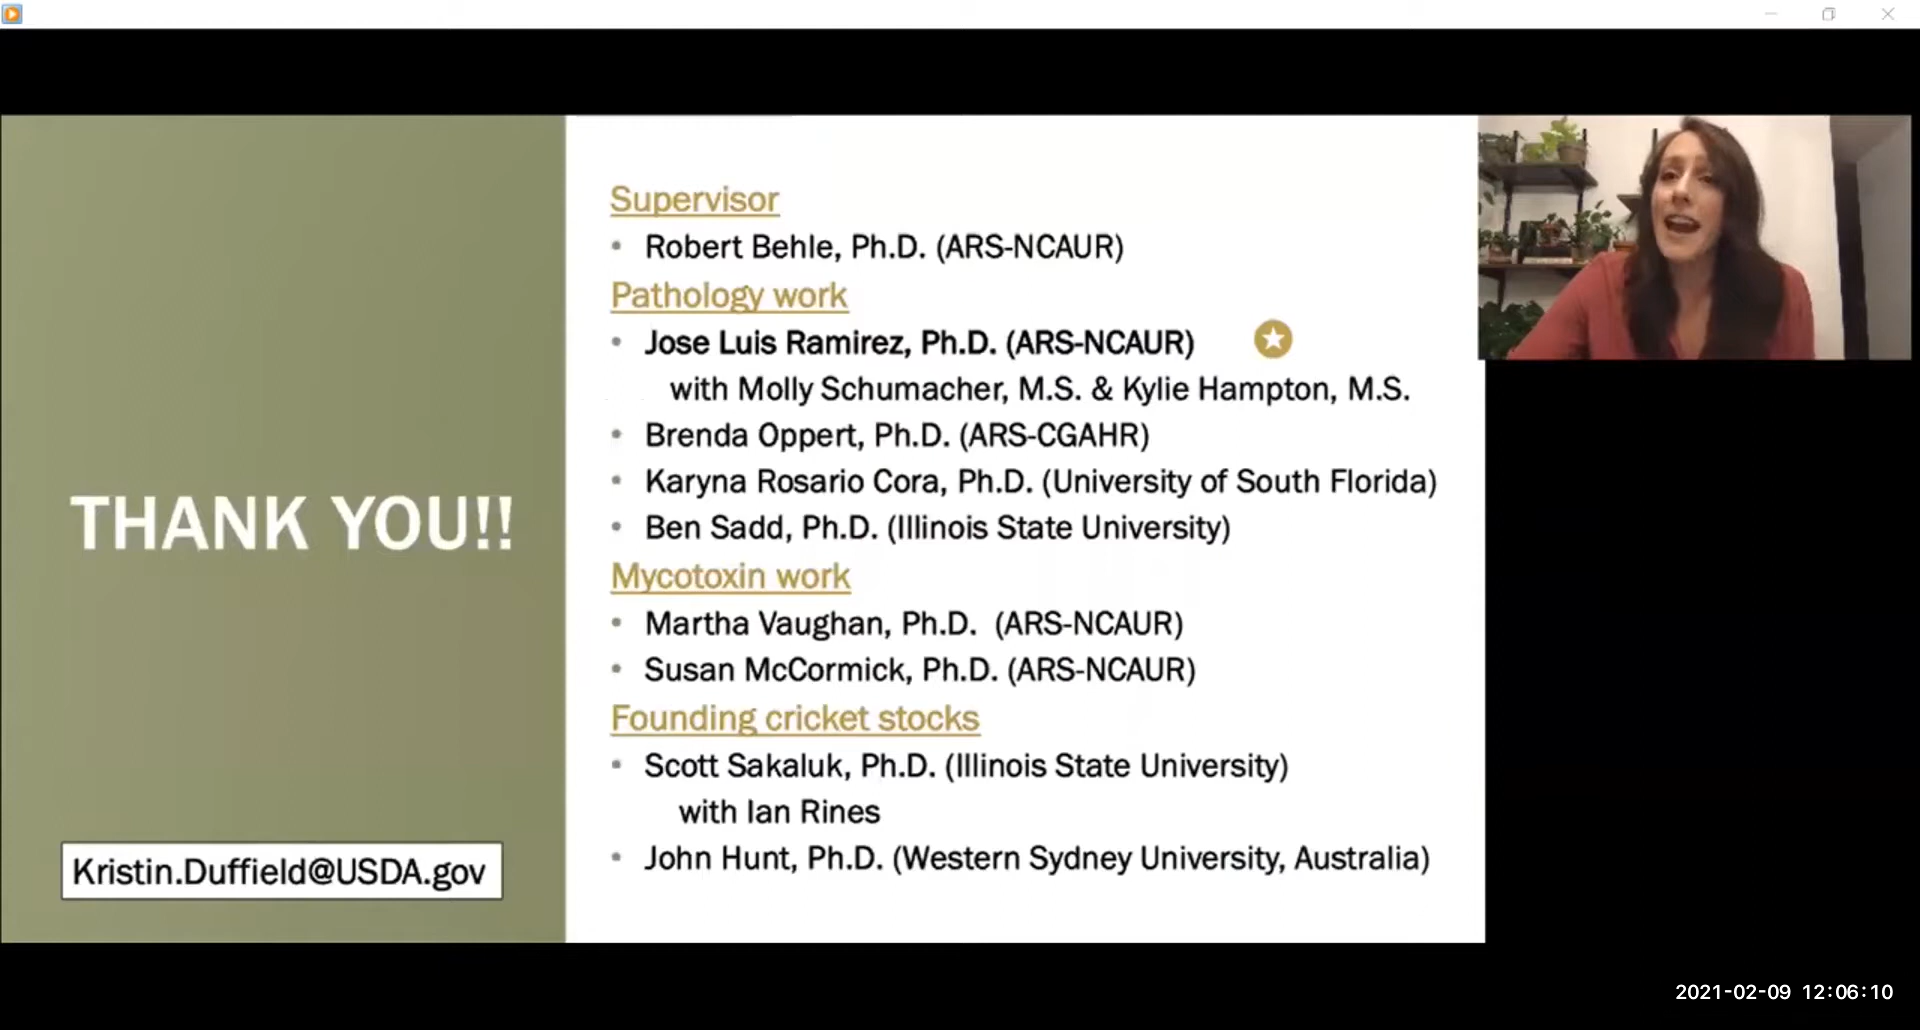 THANK YOU!!
Kristin.Duffield@USDA.gov
Supervisor
• Robert Behle, Ph.D. (ARS-NCAUR)
Pathology work
• Jose Luis Ramirez, Ph.D. (ARS-NCAUR)
with Molly Schumacher, M.S. & Kylie Hampton, M.S.
• Brenda Oppert, Ph.D. (ARS-CGAHR)
• Karyna Rosario Cora, Ph.D. (University of South Florida)
• Ben Sadd, Ph.D. (Illinois State University)
Mycotoxin work
• Martha Vaughan, Ph.D. (ARS-NCAUR)
• Susan McCormick, Ph.D. (ARS-NCAUR)
Founding cricket stocks
• Scott Sakaluk, Ph.D. (Illinois State University)
with Ian Rines
• John Hunt, Ph.D. (Western Sydney University, Australia)
2021-02-09 12:06:10